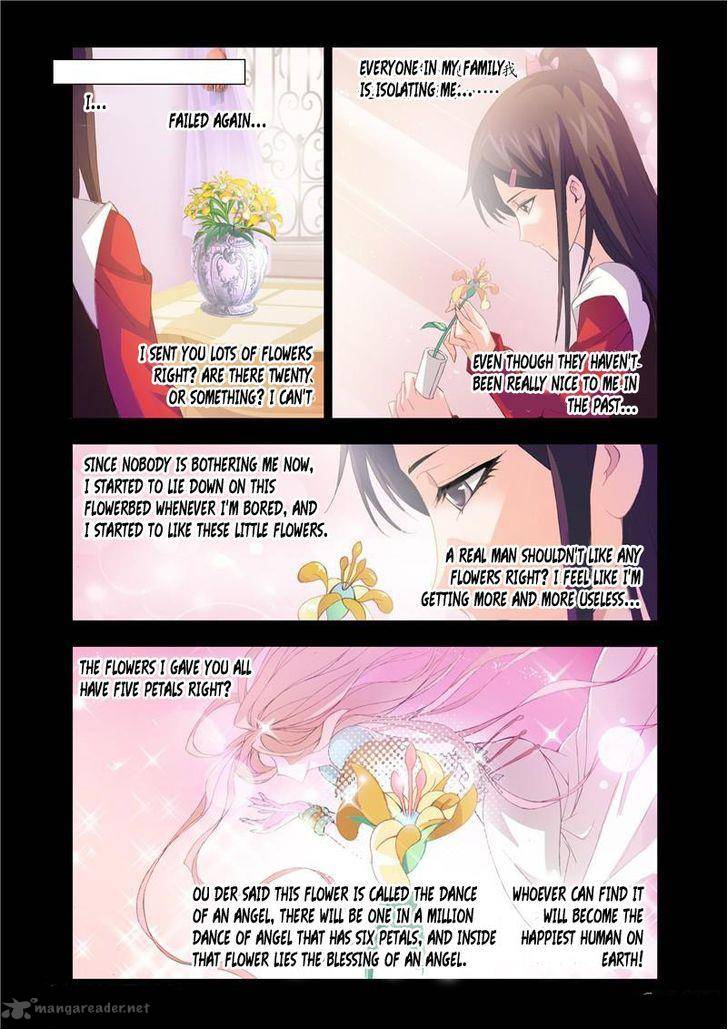 I...
FAILED AGAIN...
I SENT YOU LOTS OF FLOWERS
RIGHT? ARE THERE TWENTY
OR SOMETHING? I CAN'T
EVERYONE IN MY FAMILY我
IS ISOLATING ME:........
EVEN THOUGH THEY HAVEN'T
BEEN REALLY NICE TO ME IN
THE PAST...
SINCE NOBODY IS BOTHERING ME NOW,
I STARTED TO LIE DOWN ON THIS
FLOWERBED WHENEVER I'M BORED, AND
I STARTED TO LIKE THESE LITTLE FLOWERS.
A REAL MAN SHOULDN'T LIKE ANY
FLOWERS RIGHT? I FEEL LIKE I'M
GETTING MORE AND MORE USELESS...
THE FLOWERS I GAVE YOU ALL
HAVE FIVE PETALS RIGHT?
OU DER SAID THIS FLOWER IS CALLED THE DANCE
OF AN ANGEL, THERE WILL BE ONE IN A MILLION
DANCE OF ANGEL THAT HAS SIX PETALS, AND INSIDE
THAT FLOWER LIES THE BLESSING OF AN ANGEL.
WHOEVER CAN FIND IT
WILL BECOME THE
HAPPIEST HUMAN ON
EARTH!
mangareader.net